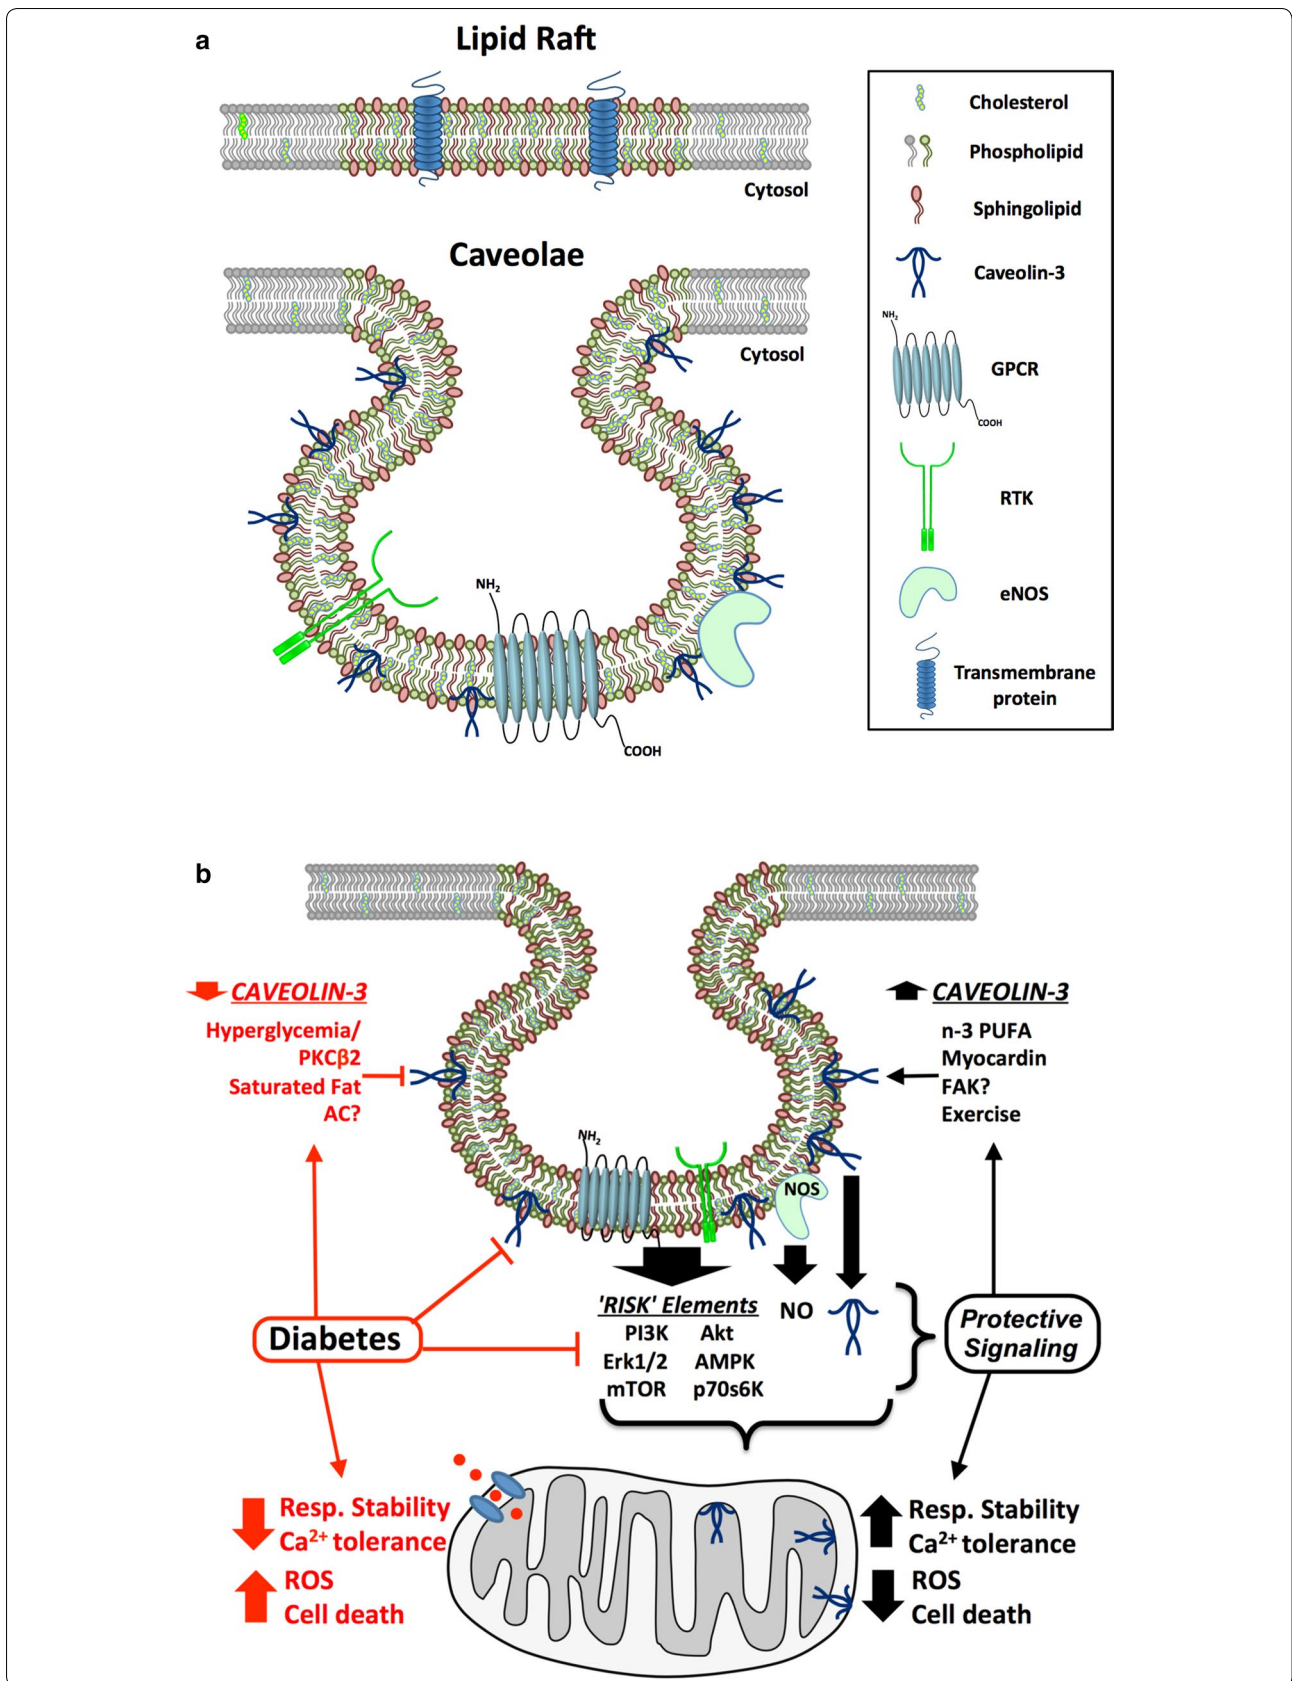 a
Lipid Raft
Cytosol
Caveolae
Cytosol
NH2
COOH
Cholesterol
Phospholipid
Sphingolipid
Caveolin-3
NH2
GPCR
COOH
RTK
eNOS
Transmembrane
protein
b
CAVEOLIN-3
Hyperglycemia/
PKCβ2
Saturated Fat
AC?
CAVEOLIN-3
n-3 PUFA
Myocardin
FAK?
Exercise
NH2
NOS
'RISK' Elements
PI3K Akt
Erk1/2 AMPK
mTOR p70s6K
NO
Diabetes
Protective
Signaling
Resp. Stability
Ca2+ tolerance
ROS
Cell death
Resp. Stability
Ca2+ tolerance
ROS
Cell death